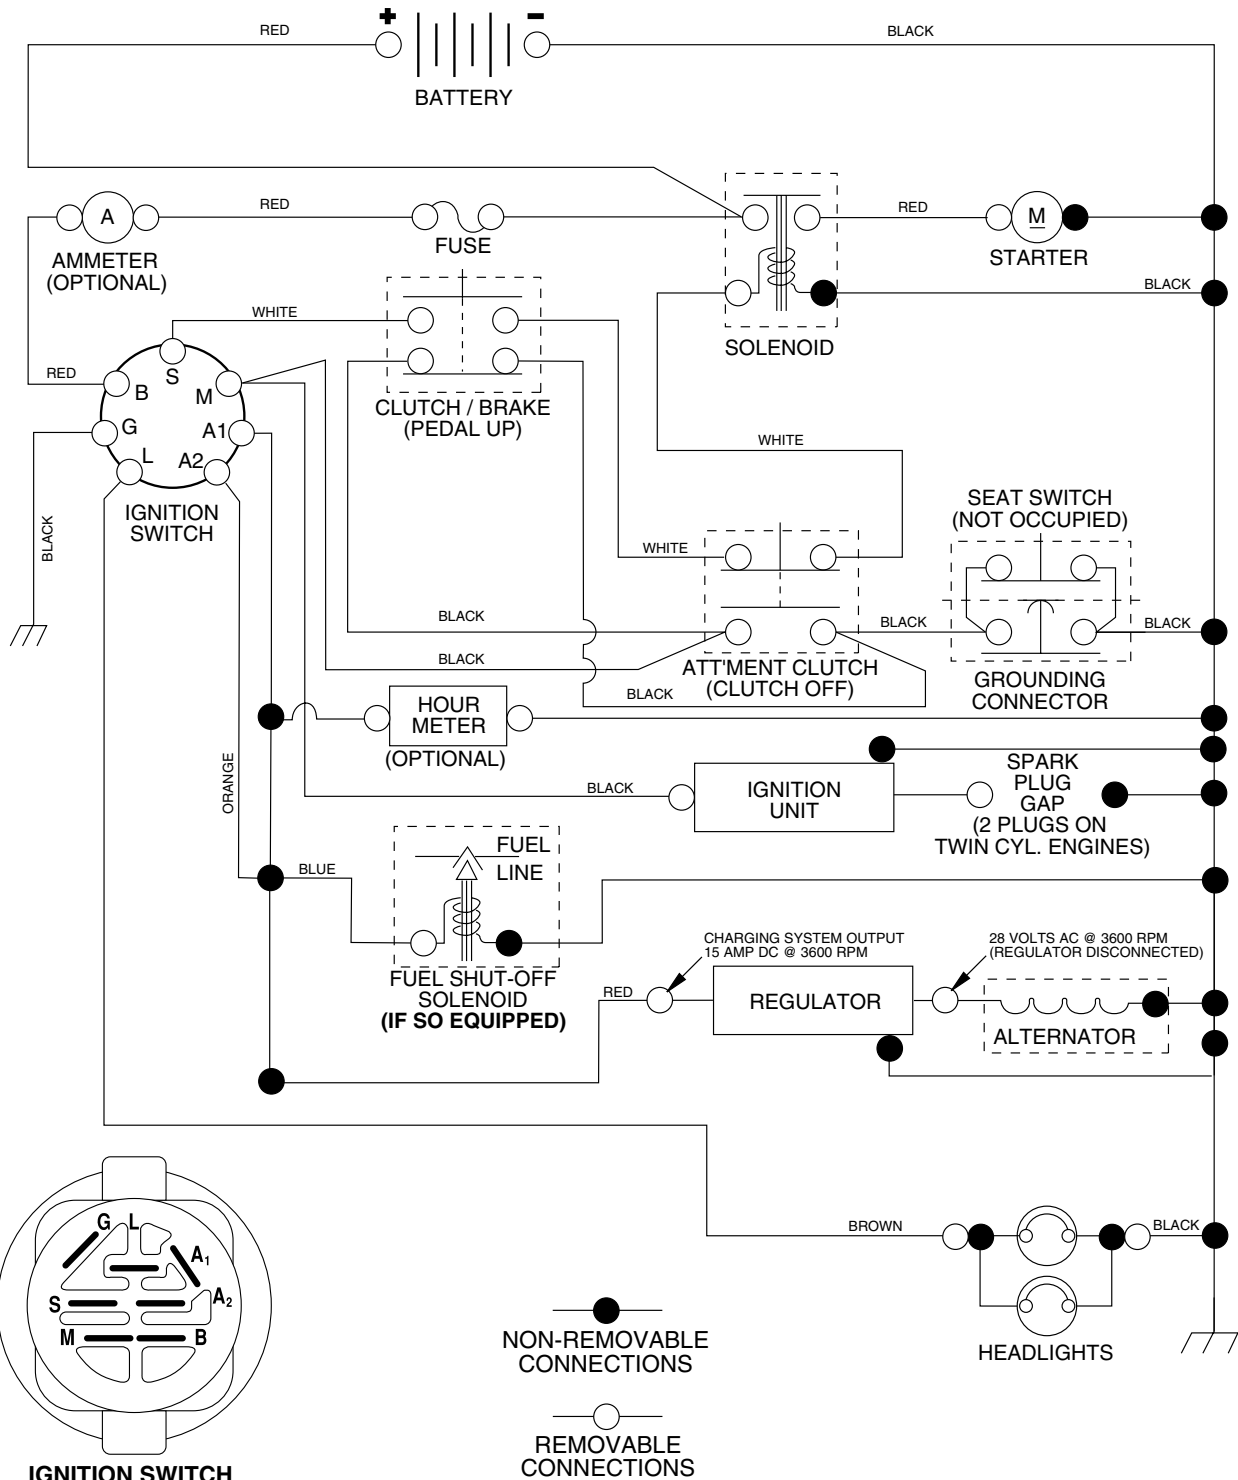 + −
RED
BLACK
BATTERY
RED
A
AMMETER
(OPTIONAL)
FUSE
RED
M
STARTER
BLACK
SOLENOID
WHITE
RED
S
B
M
G
A1
L
A2
IGNITION
SWITCH
BLACK
CLUTCH / BRAKE
(PEDAL UP)
WHITE
SEAT SWITCH
(NOT OCCUPIED)
WHITE
BLACK
BLACK
BLACK
BLACK
ATT'MENT CLUTCH
(CLUTCH OFF)
BLACK
GROUNDING
CONNECTOR
HOUR
METER
(OPTIONAL)
ORANGE
BLACK
IGNITION
UNIT
SPARK
PLUG
GAP
(2 PLUGS ON
TWIN CYL. ENGINES)
BLUE
FUEL
LINE
FUEL SHUT-OFF
SOLENOID
(IF SO EQUIPPED)
CHARGING SYSTEM OUTPUT
15 AMP DC @ 3600 RPM
28 VOLTS AC @ 3600 RPM
(REGULATOR DISCONNECTED)
RED
REGULATOR
ALTERNATOR
BROWN
BLACK
HEADLIGHTS
G L
A1
S
A2
M
B
IGNITION SWITCH
NON-REMOVABLE
CONNECTIONS
REMOVABLE
CONNECTIONS